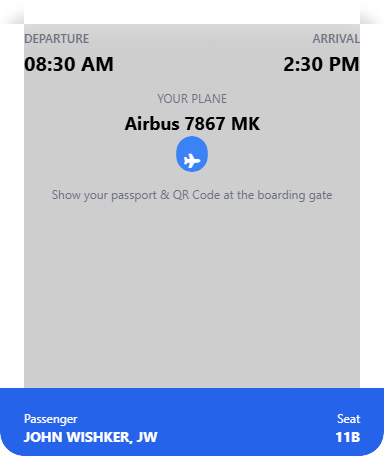 DEPARTURE ARRIVAL
08:30 AM 2:30 PM
YOUR PLANE
Airbus 7867 MK
Show your passport & QR Code at the boarding gate
Passenger Seat
JOHN WISHKER, JW 11B